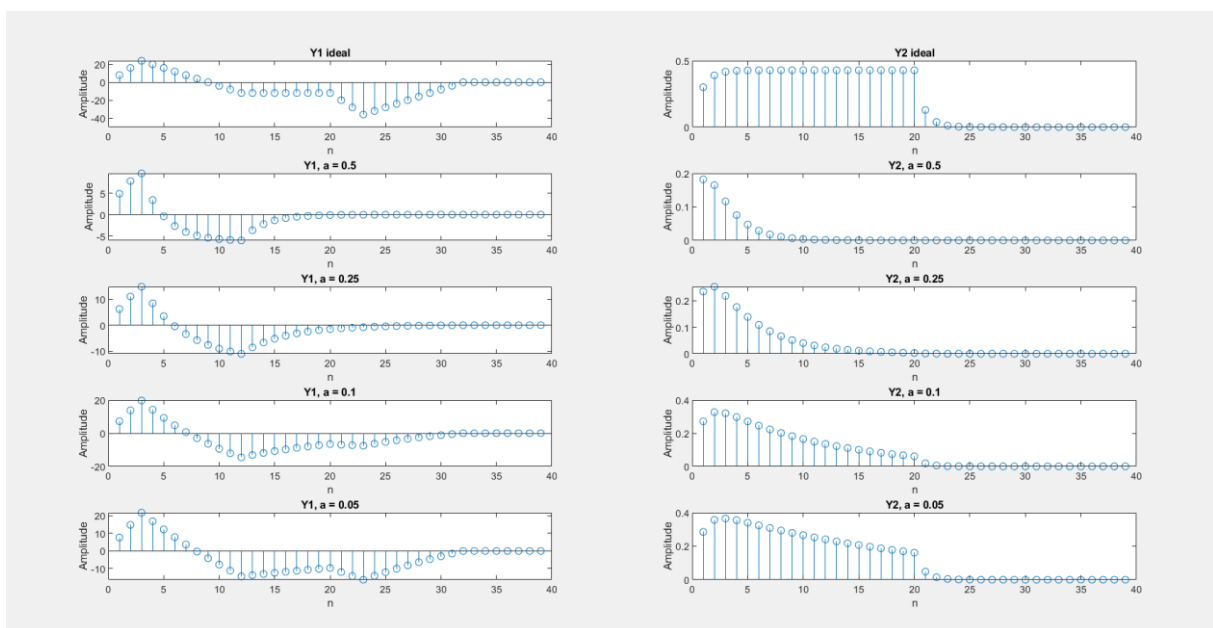 Y1 ideal
20
0
-20
-40
Amplitude
0 5 10 15 20 25 30 35 40
n
Y1, a = 0.5
5
0
-5
Amplitude
0 5 10 15 20 25 30 35 40
n
Y1, a = 0.25
10
0
-10
Amplitude
0 5 10 15 20 25 30 35 40
n
Y1, a = 0.1
20
0
-20
Amplitude
0 5 10 15 20 25 30 35 40
n
Y1, a = 0.05
20
10
0
-10
Amplitude
0 5 10 15 20 25 30 35 40
n
Y2 ideal
0.5
0
Amplitude
0 5 10 15 20 25 30 35 40
n
Y2, a = 0.5
0.2
0.1
0
Amplitude
0 5 10 15 20 25 30 35 40
n
Y2, a = 0.25
0.2
0.1
0
Amplitude
0 5 10 15 20 25 30 35 40
n
Y2, a = 0.1
0.4
0.2
0
Amplitude
0 5 10 15 20 25 30 35 40
n
Y2, a = 0.05
0.4
0.2
0
Amplitude
0 5 10 15 20 25 30 35 40
n